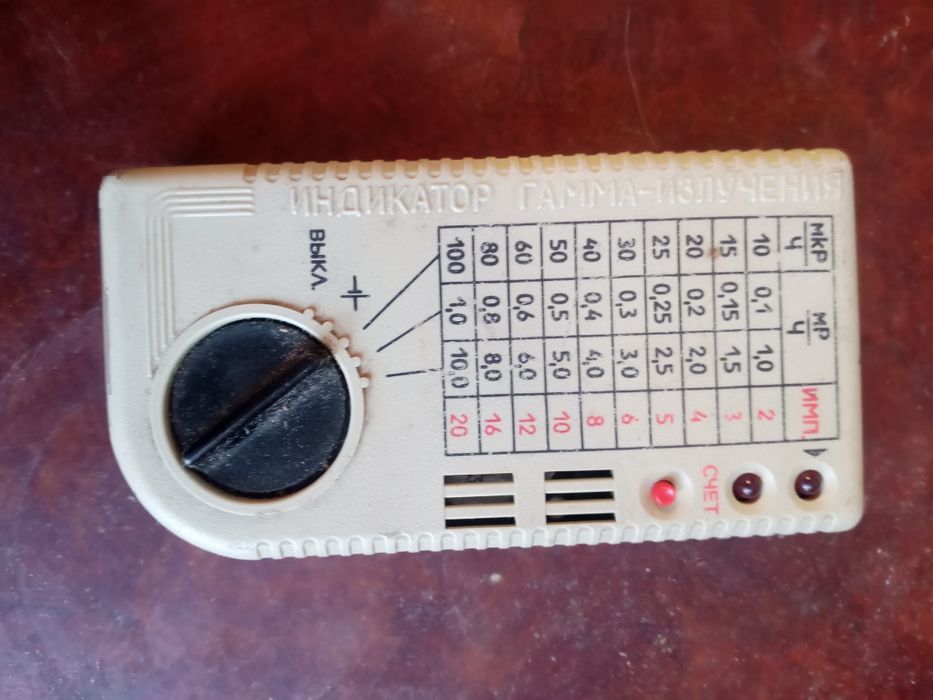 ИНДИКАТОР ГАММА-ИЗЛУЧЕНИЯ
мкР мР ИМП.
Ч Ч
10 0,1 1,0 2
15 0,15 1,5 3
20 0,2 2,0 4
25 0,25 2,5 5
30 0,3 3,0 6
40 0,4 4,0 8
50 0,5 5,0 10
60 0,6 6,0 12
80 0,8 8,0 16
100 1,0 10,0 20
СЧЕТ
ВЫКЛ.